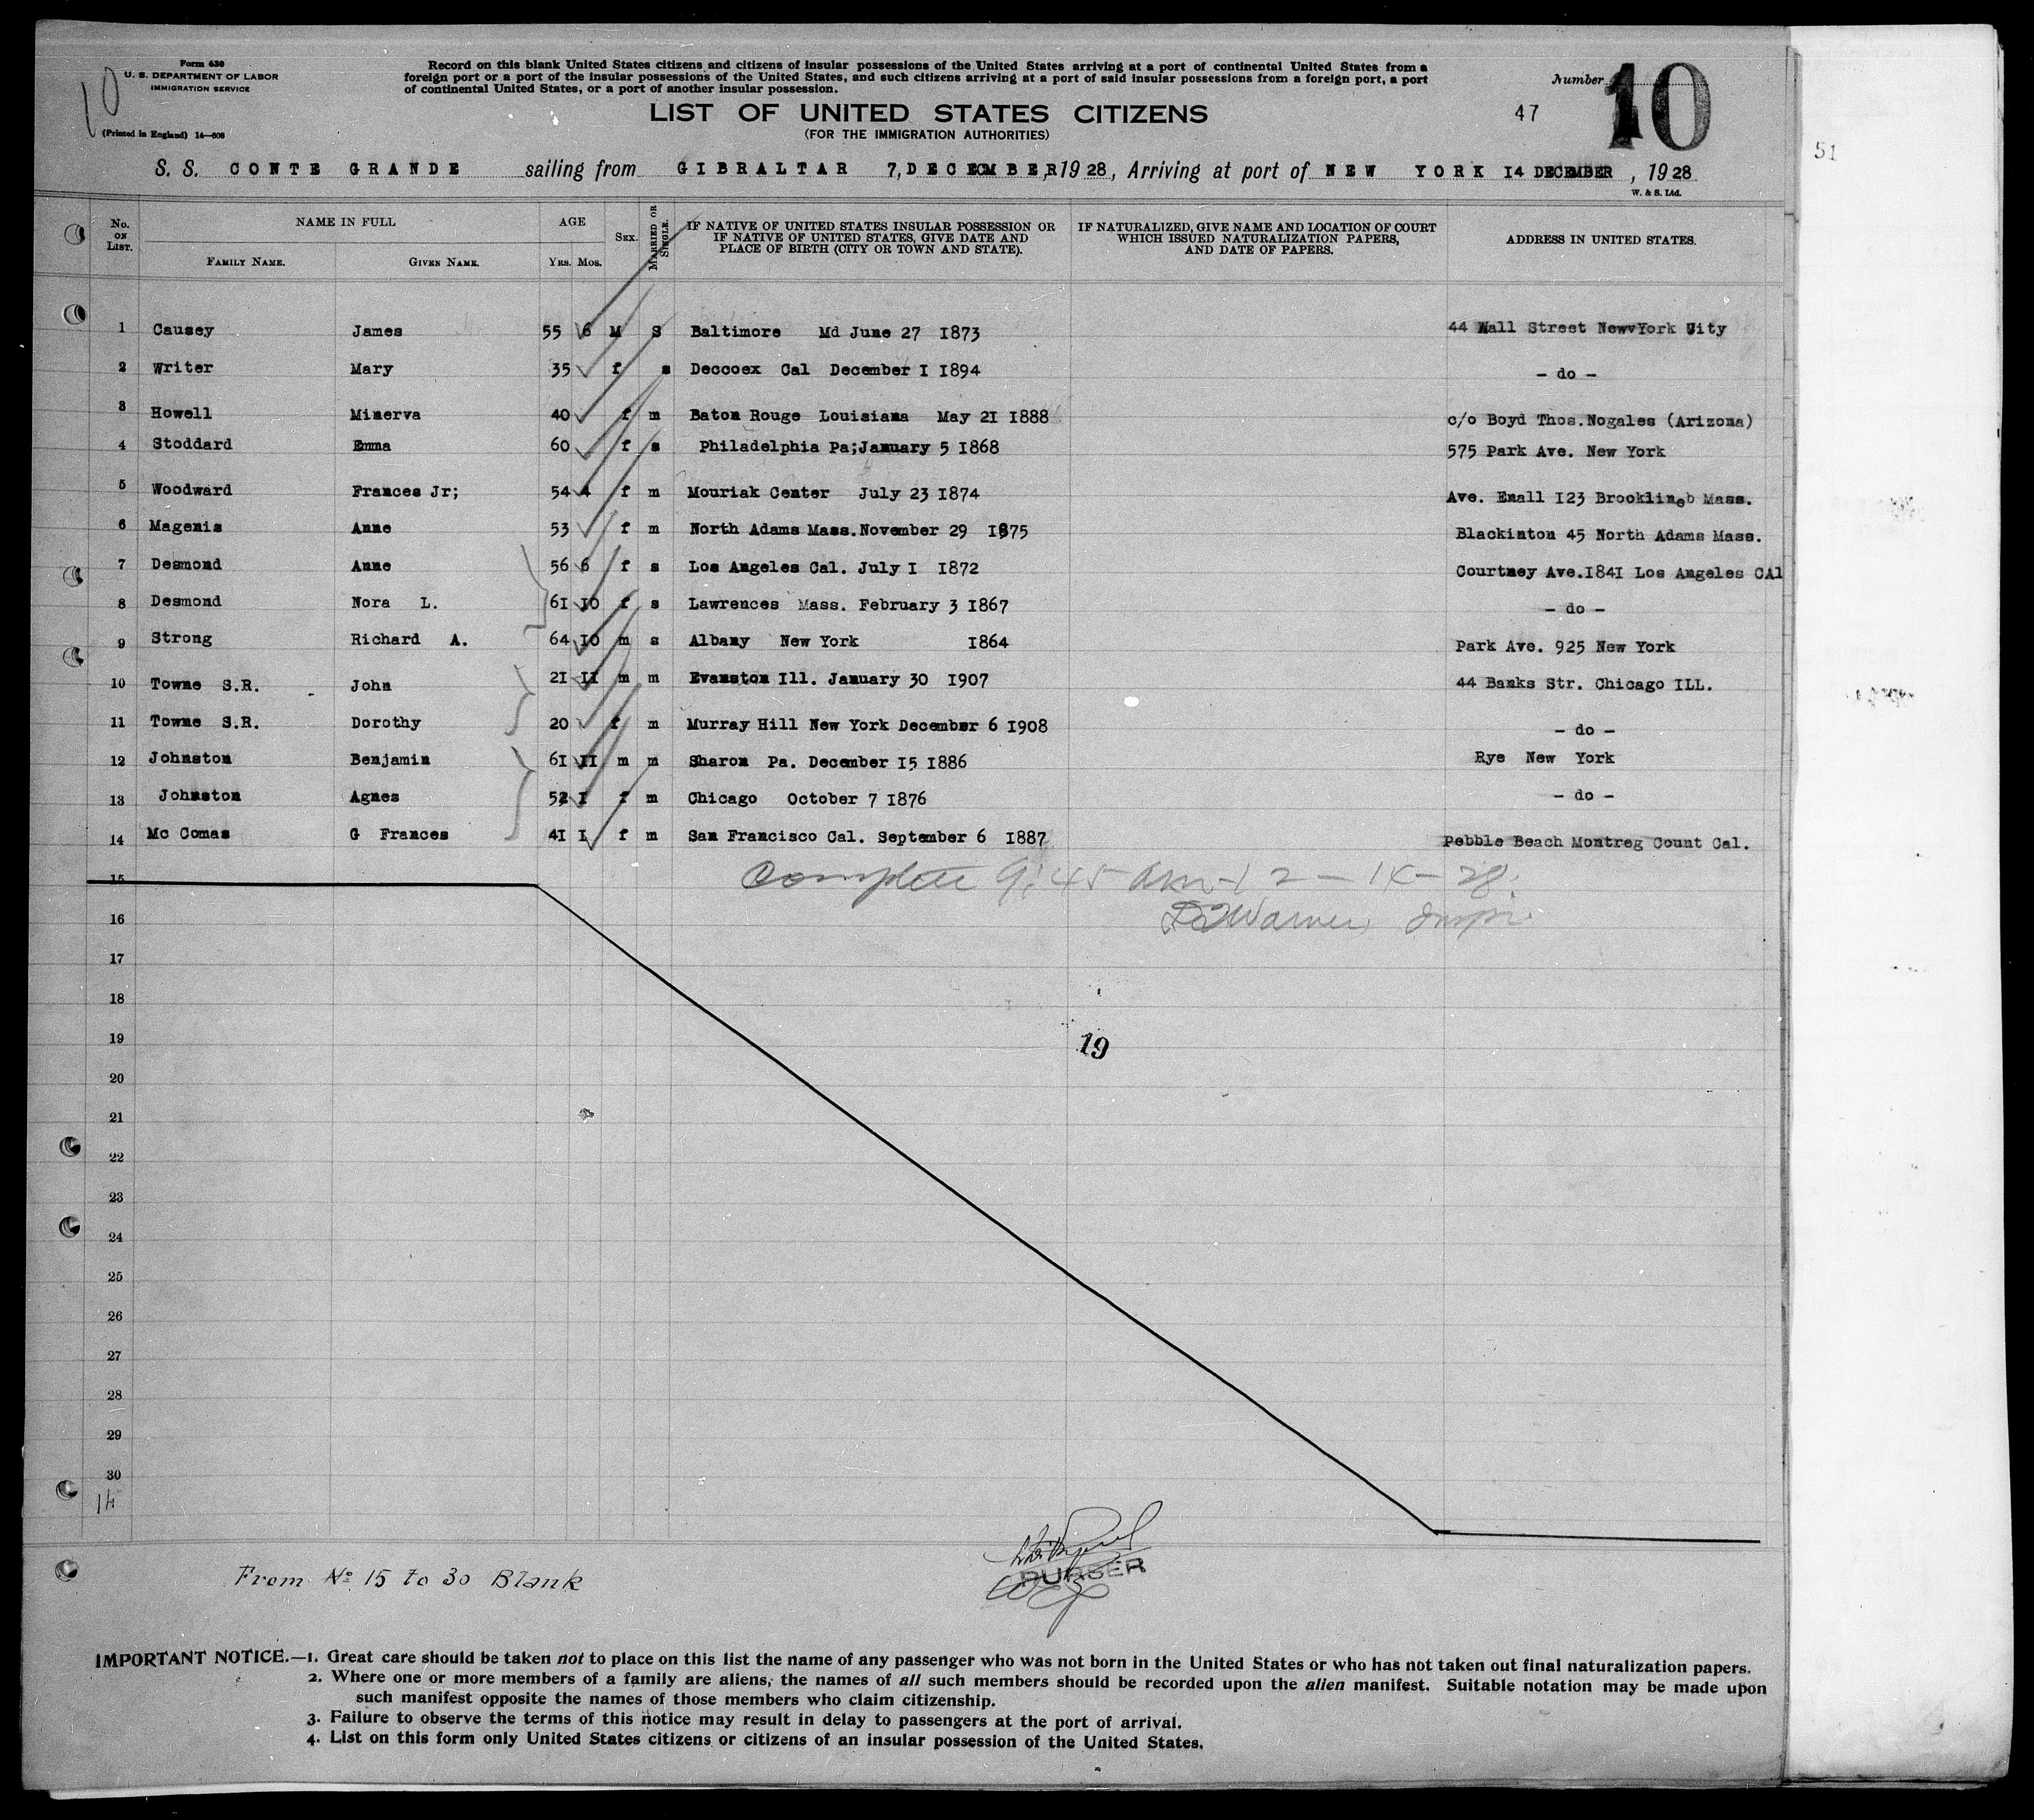 10
Form 630
U. S. DEPARTMENT OF LABOR
IMMIGRATION SERVICE
(Printed in England) 14—608
Record on this blank United States citizens and citizens of insular possessions of the United States arriving at a port of continental United States from a
foreign port or a port of the insular possessions of the United States, and such citizens arriving at a port of said insular possessions from a foreign port, a port
of continental United States, or a port of another insular possession.
Number 10
47
51
LIST OF UNITED STATES CITIZENS
(FOR THE IMMIGRATION AUTHORITIES)
S. S. CONTE GRANDE sailing from GIBRALTAR 7, DECEMBER, 1928, Arriving at port of NEW YORK 14 DECEMBER, 1928
W. & S. Ltd.
No. ON LIST. NAME IN FULL FAMILY NAME. GIVEN NAME. AGE YRS. MOS. SEX. MARRIED OR SINGLE. IF NATIVE OF UNITED STATES INSULAR POSSESSION OR IF NATIVE OF UNITED STATES, GIVE DATE AND PLACE OF BIRTH (CITY OR TOWN AND STATE). IF NATURALIZED, GIVE NAME AND LOCATION OF COURT WHICH ISSUED NATURALIZATION PAPERS, AND DATE OF PAPERS. ADDRESS IN UNITED STATES.
1 Causey James 55 6 M S Baltimore Md June 27 1873 44 Wall Street NewvYork City
2 Writer Mary 35 f s Deccoex Cal December I 1894 - do -
3 Howell Minerva 40 f m Baton Rouge Louisiana May 21 1888 c/o Boyd Thos.Nogales (Arizona)
4 Stoddard Emma 60 f s Philadelphia Pa;January 5 1868 575 Park Ave. New York
5 Woodward Frances Jr; 54 4 f m Mouriak Center July 23 1874 Ave. Enall 123 Brooklineb Mass.
6 Magenis Anne 53 f m North Adams Mass.November 29 1875 Blackinton 45 North Adams Mass.
7 Desmond Anne 56 6 f s Los Angeles Cal. July I 1872 Courtney Ave.1841 Los Angeles CAl
8 Desmond Nora L. 61 10 f s Lawrences Mass. February 3 1867 - do -
9 Strong Richard A. 64 10 m s Albany New York 1864 Park Ave. 925 New York
10 Towne S.R. John 21 11 m m Evanston Ill. January 30 1907 44 Banks Str. Chicago ILL.
11 Towne S.R. Dorothy 20 f m Murray Hill New York December 6 1908 - do -
12 Johnston Benjamin 61 11 m m Sharon Pa. December 15 1886 Rye New York
13 Johnston Agnes 52 I f m Chicago October 7 1876 - do -
14 Mc Comas G Frances 41 I f m San Francisco Cal. September 6 1887 Pebble Beach Montreg Count Cal.
15 Complete 9:45 am-12-14-28.
16 Warner Inspr
17
18
19
19
20
21
22
23
24
25
26
27
28
29
30
14
From No 15 to 30 Blank
PURSER
IMPORTANT NOTICE.—1. Great care should be taken not to place on this list the name of any passenger who was not born in the United States or who has not taken out final naturalization papers.
2. Where one or more members of a family are aliens, the names of all such members should be recorded upon the alien manifest. Suitable notation may be made upon
such manifest opposite the names of those members who claim citizenship.
3. Failure to observe the terms of this notice may result in delay to passengers at the port of arrival.
4. List on this form only United States citizens or citizens of an insular possession of the United States.